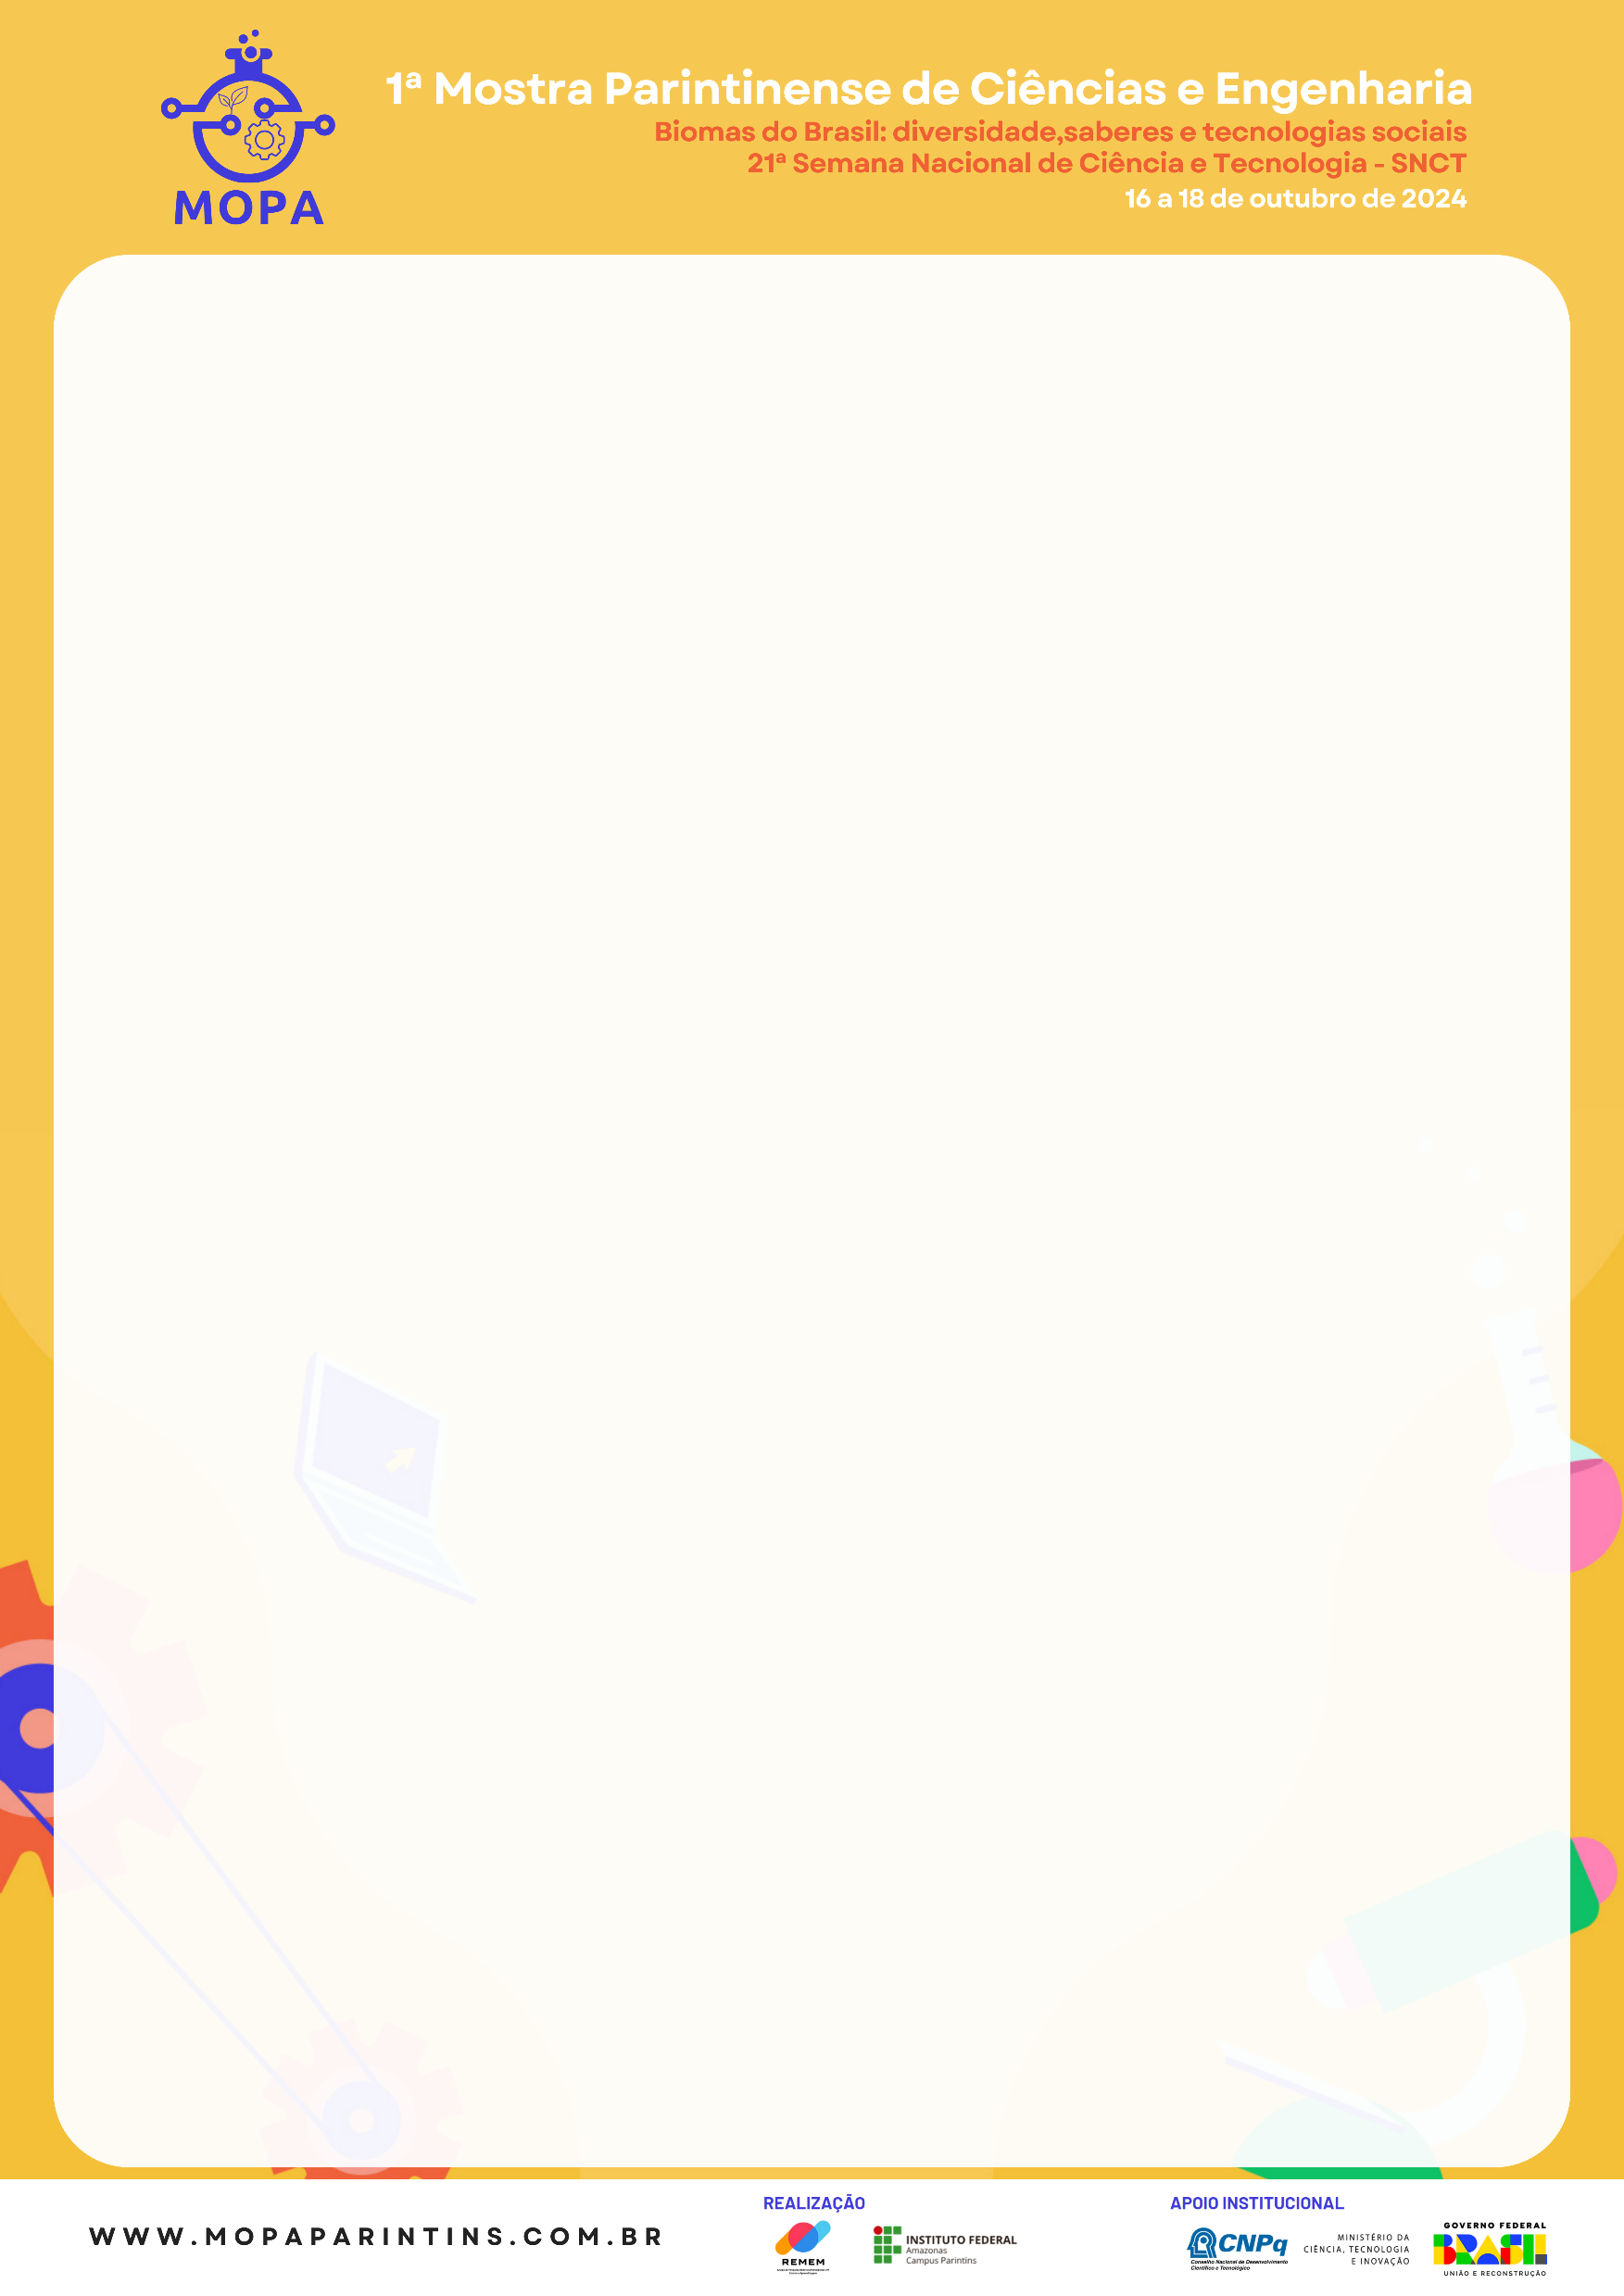 1ª Mostra Parintinense de Ciências e Engenharia
Biomas do Brasil: diversidade,saberes e tecnologias sociais
21ª Semana Nacional de Ciência e Tecnologia - SNCT
16 a 18 de outubro de 2024
MOPA
WWW.MOPAPARINTINS.COM.BR
REALIZAÇÃO
REMEM
INSTITUTO FEDERAL
Amazonas
Campus Parintins
APOIO INSTITUCIONAL
CNPq
Conselho Nacional de Desenvolvimento
Científico e Tecnológico
MINISTÉRIO DA
CIÊNCIA, TECNOLOGIA
E INOVAÇÃO
GOVERNO FEDERAL
BRASIL
UNIÃO E RECONSTRUÇÃO